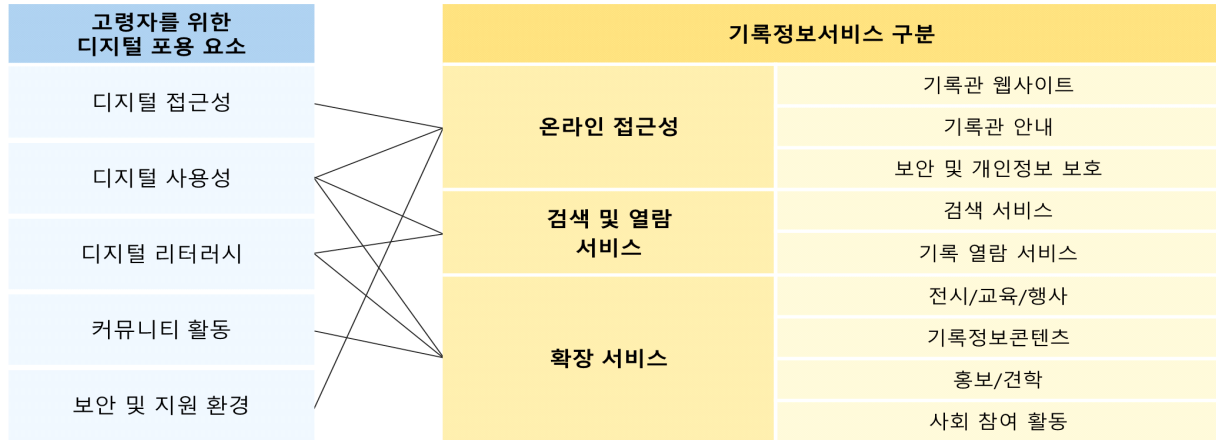 고령자를 위한
디지털 포용 요소
기록정보서비스 구분
디지털 접근성
디지털 사용성
디지털 리터러시
커뮤니티 활동
보안 및 지원 환경
온라인 접근성
기록관 웹사이트
기록관 안내
보안 및 개인정보 보호
검색 및 열람
서비스
검색 서비스
기록 열람 서비스
확장 서비스
전시/교육/행사
기록정보콘텐츠
홍보/견학
사회 참여 활동